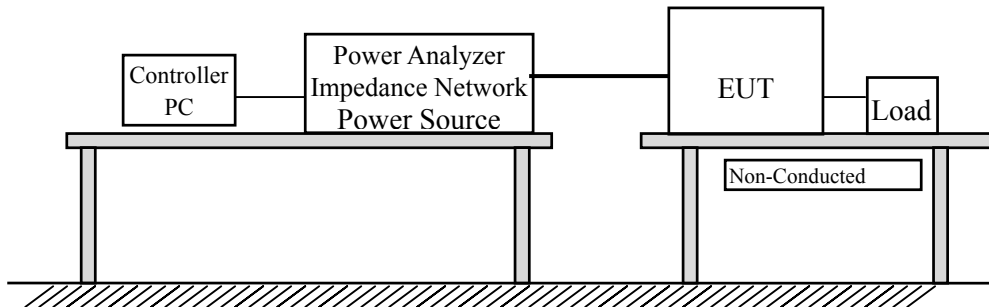 Controller
PC
Power Analyzer
Impedance Network
Power Source
EUT
Load
Non-Conducted